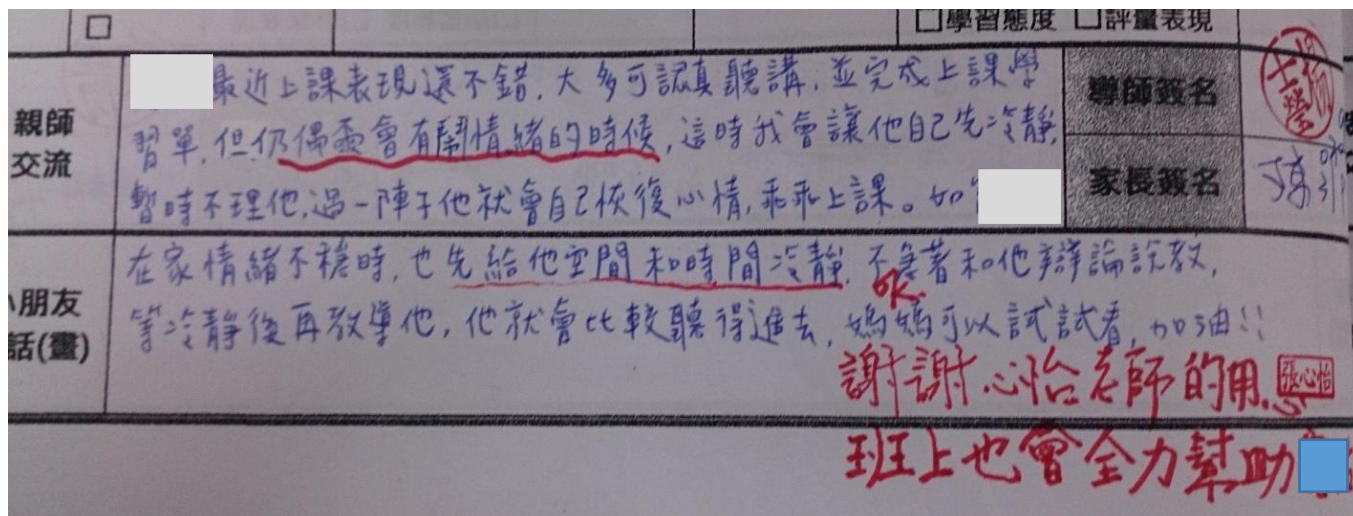 □
□學習態度 □評量表現
親師
交流
最近上課表現還不錯,大多可認真聽講,並完成上課學
習單,但仍偶爾會有鬧情緒的時候,這時我會讓他自己先冷靜,
暫時不理他,過一陣子他就會自己恢復心情,乖乖上課。如
導師簽名
家長簽名
小朋友
話(畫)
在家情緒不穩時,也先給他空間和時間冷靜,不急著和他辯論說教,
OK.
等冷靜後再教導他,他就會比較聽得進去,媽媽可以試試看,加油!!
張心怡
謝謝心怡老師的用心
班上也會全力幫助